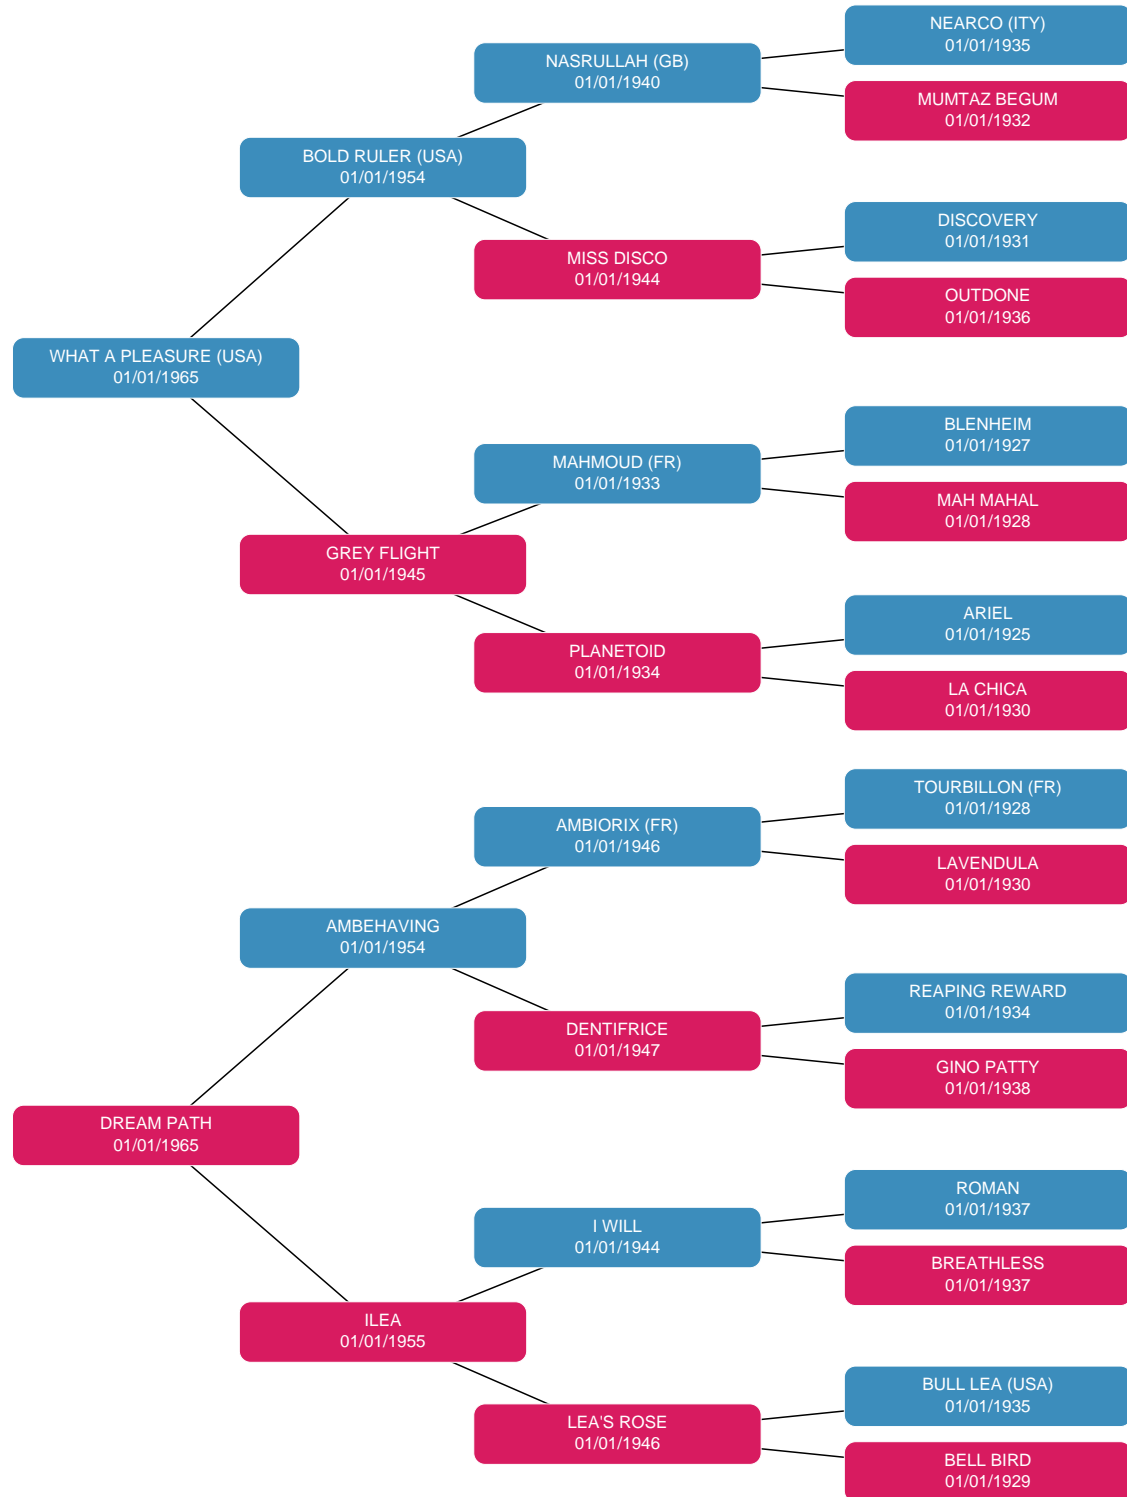 NEARCO (ITY)
01/01/1935
NASRULLAH (GB)
01/01/1940
MUMTAZ BEGUM
01/01/1932
BOLD RULER (USA)
01/01/1954
DISCOVERY
01/01/1931
MISS DISCO
01/01/1944
OUTDONE
01/01/1936
WHAT A PLEASURE (USA)
01/01/1965
BLENHEIM
01/01/1927
MAHMOUD (FR)
01/01/1933
MAH MAHAL
01/01/1928
GREY FLIGHT
01/01/1945
ARIEL
01/01/1925
PLANETOID
01/01/1934
LA CHICA
01/01/1930
TOURBILLON (FR)
01/01/1928
AMBIORIX (FR)
01/01/1946
LAVENDULA
01/01/1930
AMBEHAVING
01/01/1954
REAPING REWARD
01/01/1934
DENTIFRICE
01/01/1947
GINO PATTY
01/01/1938
DREAM PATH
01/01/1965
ROMAN
01/01/1937
I WILL
01/01/1944
BREATHLESS
01/01/1937
ILEA
01/01/1955
BULL LEA (USA)
01/01/1935
LEA'S ROSE
01/01/1946
BELL BIRD
01/01/1929